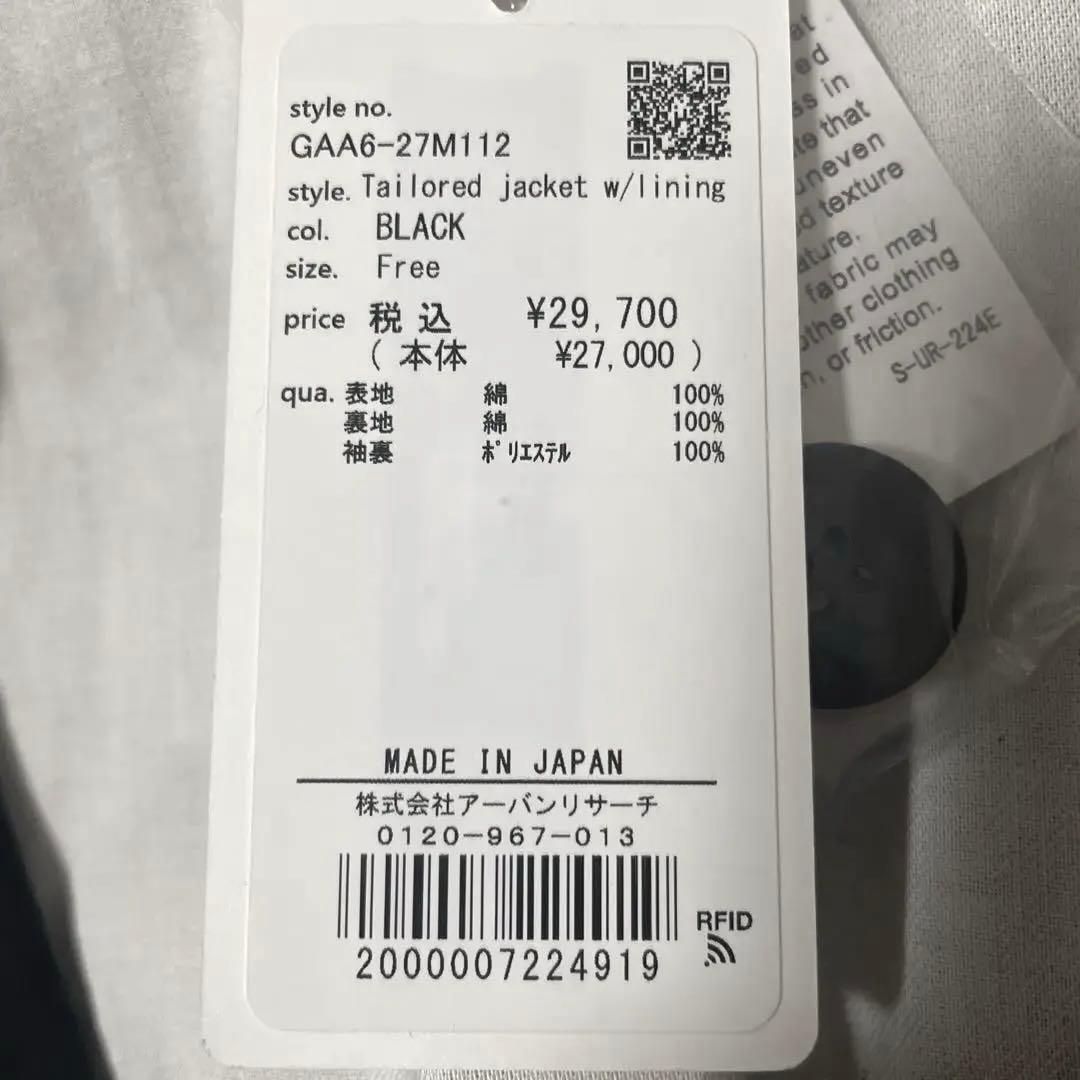 style no.
GAA6-27M112
style. Tailored jacket w/lining
col. BLACK
size. Free
price 税込 ¥29,700
(本体 ¥27,000)
qua. 表地 綿 100%
裏地 綿 100%
袖裏 ﾎﾟﾘｴｽﾃﾙ 100%
MADE IN JAPAN
株式会社アーバンリサーチ
0120-967-013
RFID
2000007224919
ss in
that
uneven
texture
fabric may
other clothing
or friction.
S-UR-224E